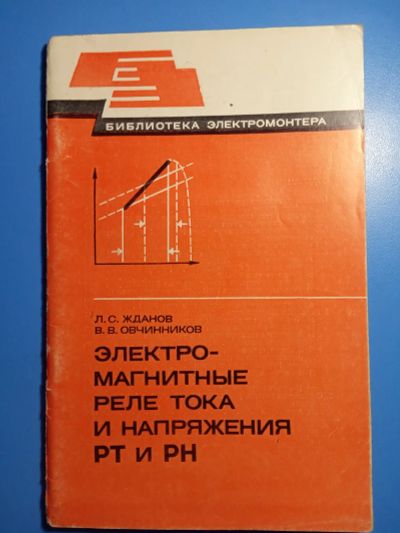 БИБЛИОТЕКА ЭЛЕКТРОМОНТЕРА
Л. С. ЖДАНОВ
В. В. ОВЧИННИКОВ
ЭЛЕКТРО-
МАГНИТНЫЕ
РЕЛЕ ТОКА
И НАПРЯЖЕНИЯ
РТ И РН